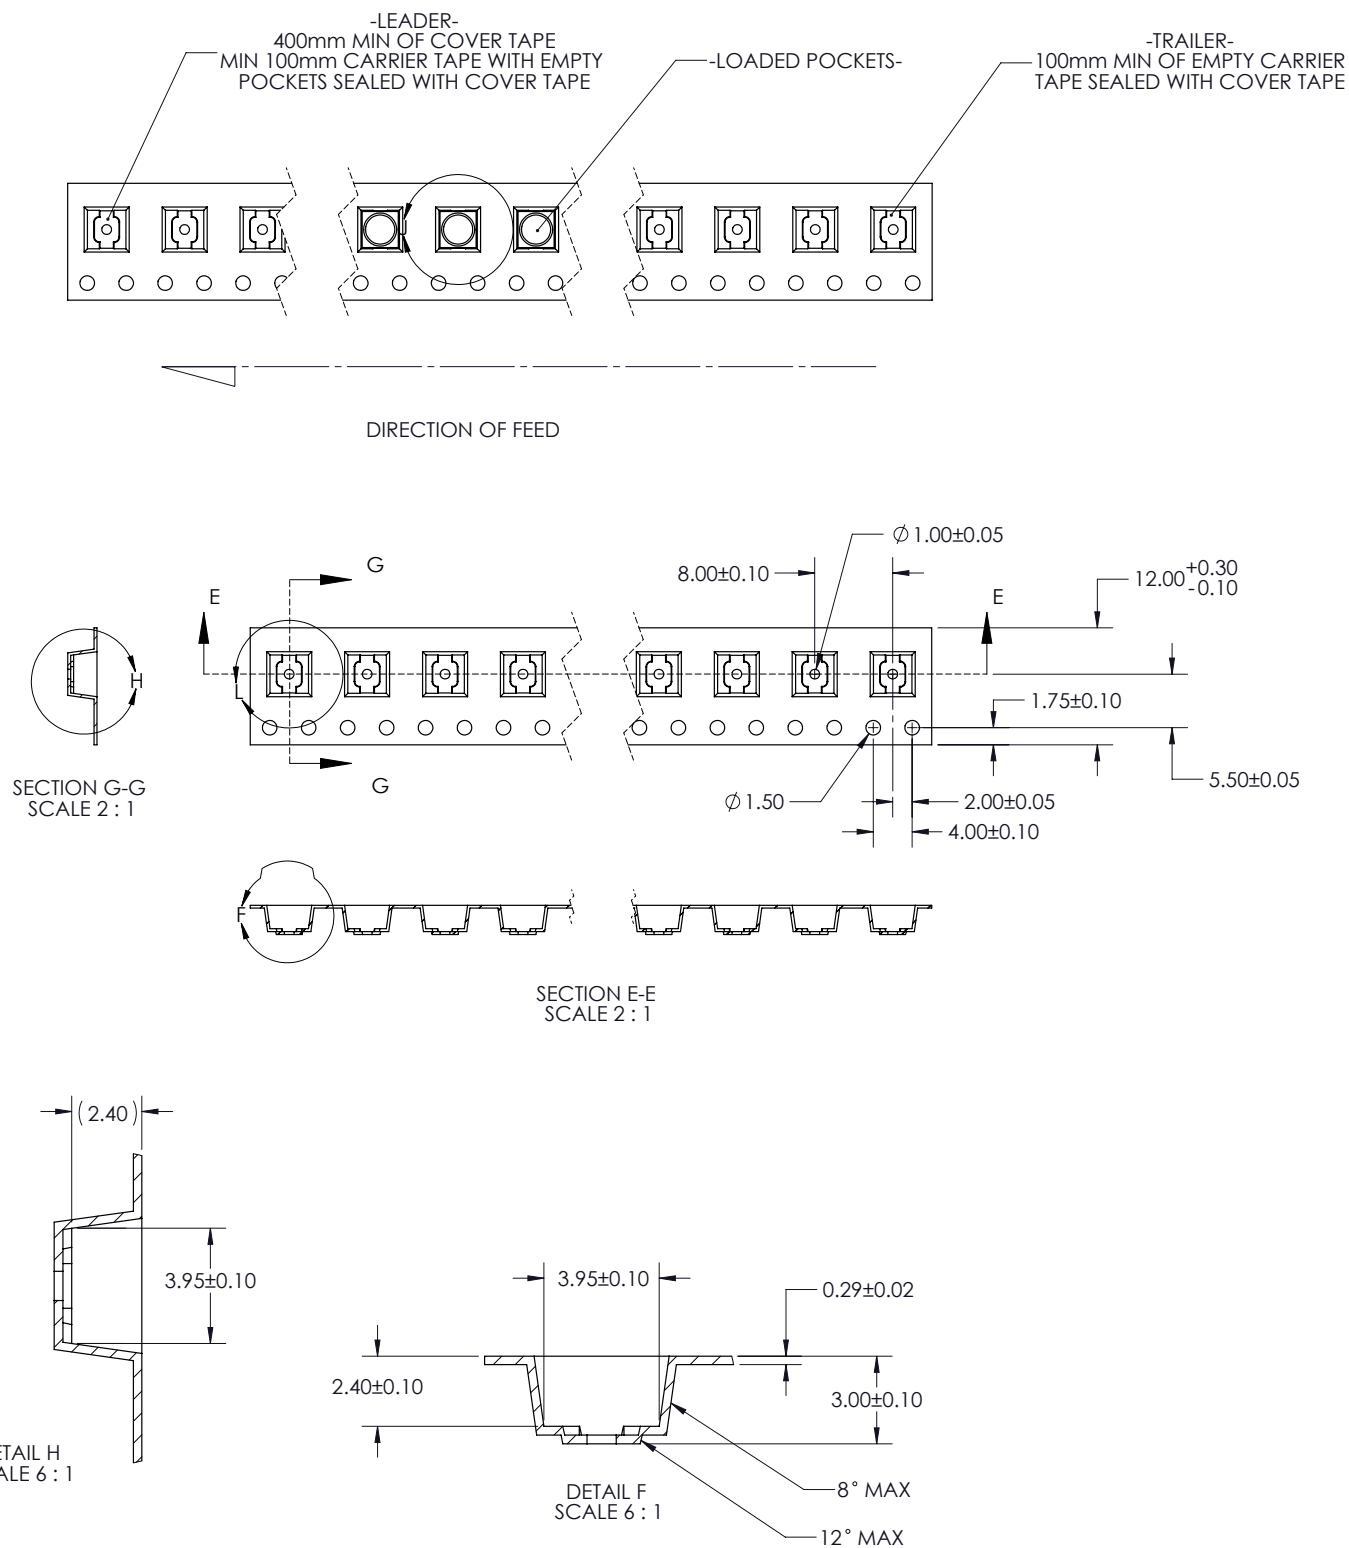 -LEADER-
400mm MIN OF COVER TAPE
MIN 100mm CARRIER TAPE WITH EMPTY
POCKETS SEALED WITH COVER TAPE
-LOADED POCKETS-
-TRAILER-
100mm MIN OF EMPTY CARRIER
TAPE SEALED WITH COVER TAPE
J
DIRECTION OF FEED
G
E
E
Ø1.00±0.05
8.00±0.10
12.00 +0.30
-0.10
H
L
1.75±0.10
5.50±0.05
SECTION G-G
SCALE 2 : 1
G
Ø1.50
2.00±0.05
4.00±0.10
F
SECTION E-E
SCALE 2 : 1
(2.40)
3.95±0.10
3.95±0.10
0.29±0.02
2.40±0.10
3.00±0.10
ETAIL H
ALE 6 : 1
DETAIL F
SCALE 6 : 1
8° MAX
12° MAX